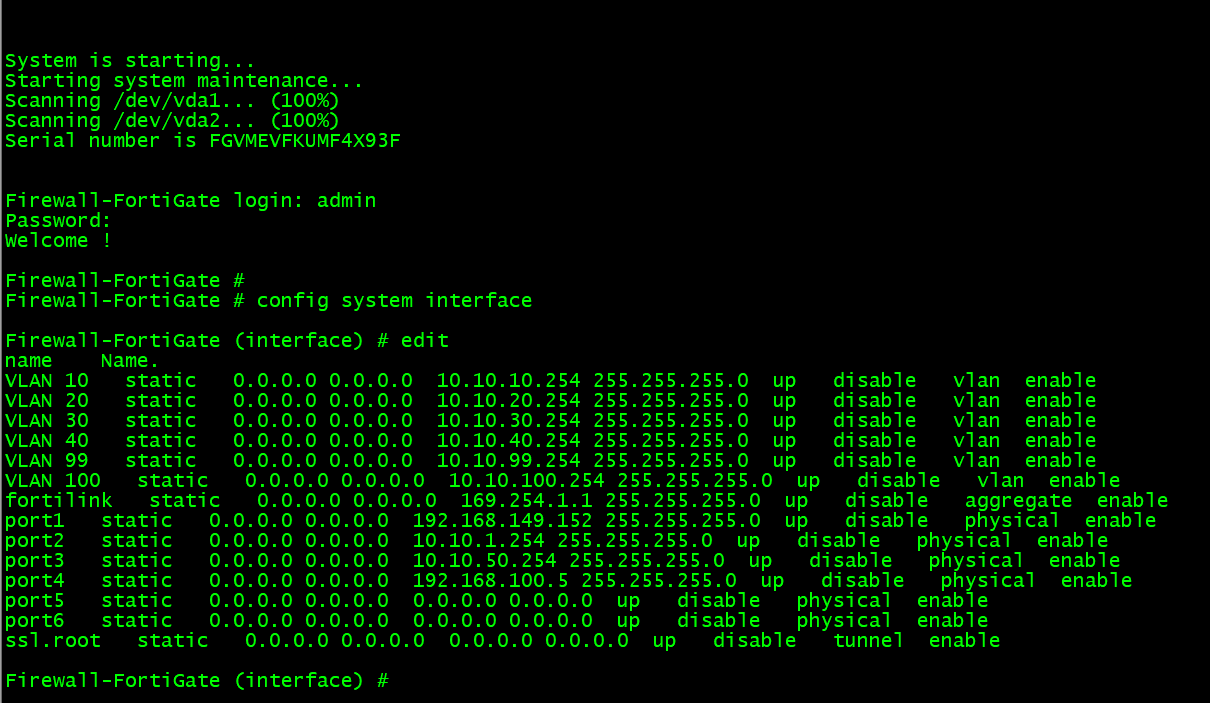 System is starting...
Starting system maintenance...
Scanning /dev/vda1... (100%)
Scanning /dev/vda2... (100%)
Serial number is FGVMEVFKUMF4X93F
Firewall-FortiGate login: admin
Password:
Welcome !
Firewall-FortiGate #
Firewall-FortiGate # config system interface
Firewall-FortiGate (interface) # edit
name    Name.
VLAN 10   static   0.0.0.0 0.0.0.0  10.10.10.254 255.255.255.0  up   disable   vlan  enable
VLAN 20   static   0.0.0.0 0.0.0.0  10.10.20.254 255.255.255.0  up   disable   vlan  enable
VLAN 30   static   0.0.0.0 0.0.0.0  10.10.30.254 255.255.255.0  up   disable   vlan  enable
VLAN 40   static   0.0.0.0 0.0.0.0  10.10.40.254 255.255.255.0  up   disable   vlan  enable
VLAN 99   static   0.0.0.0 0.0.0.0  10.10.99.254 255.255.255.0  up   disable   vlan  enable
VLAN 100   static   0.0.0.0 0.0.0.0  10.10.100.254 255.255.255.0  up   disable   vlan  enable
fortilink   static   0.0.0.0 0.0.0.0  169.254.1.1 255.255.255.0  up   disable   aggregate  enable
port1   static   0.0.0.0 0.0.0.0  192.168.149.152 255.255.255.0  up   disable   physical  enable
port2   static   0.0.0.0 0.0.0.0  10.10.1.254 255.255.255.0  up   disable   physical  enable
port3   static   0.0.0.0 0.0.0.0  10.10.50.254 255.255.255.0  up   disable   physical  enable
port4   static   0.0.0.0 0.0.0.0  192.168.100.5 255.255.255.0  up   disable   physical  enable
port5   static   0.0.0.0 0.0.0.0  0.0.0.0 0.0.0.0  up   disable   physical  enable
port6   static   0.0.0.0 0.0.0.0  0.0.0.0 0.0.0.0  up   disable   physical  enable
ssl.root   static   0.0.0.0 0.0.0.0  0.0.0.0 0.0.0.0  up   disable   tunnel  enable
Firewall-FortiGate (interface) #